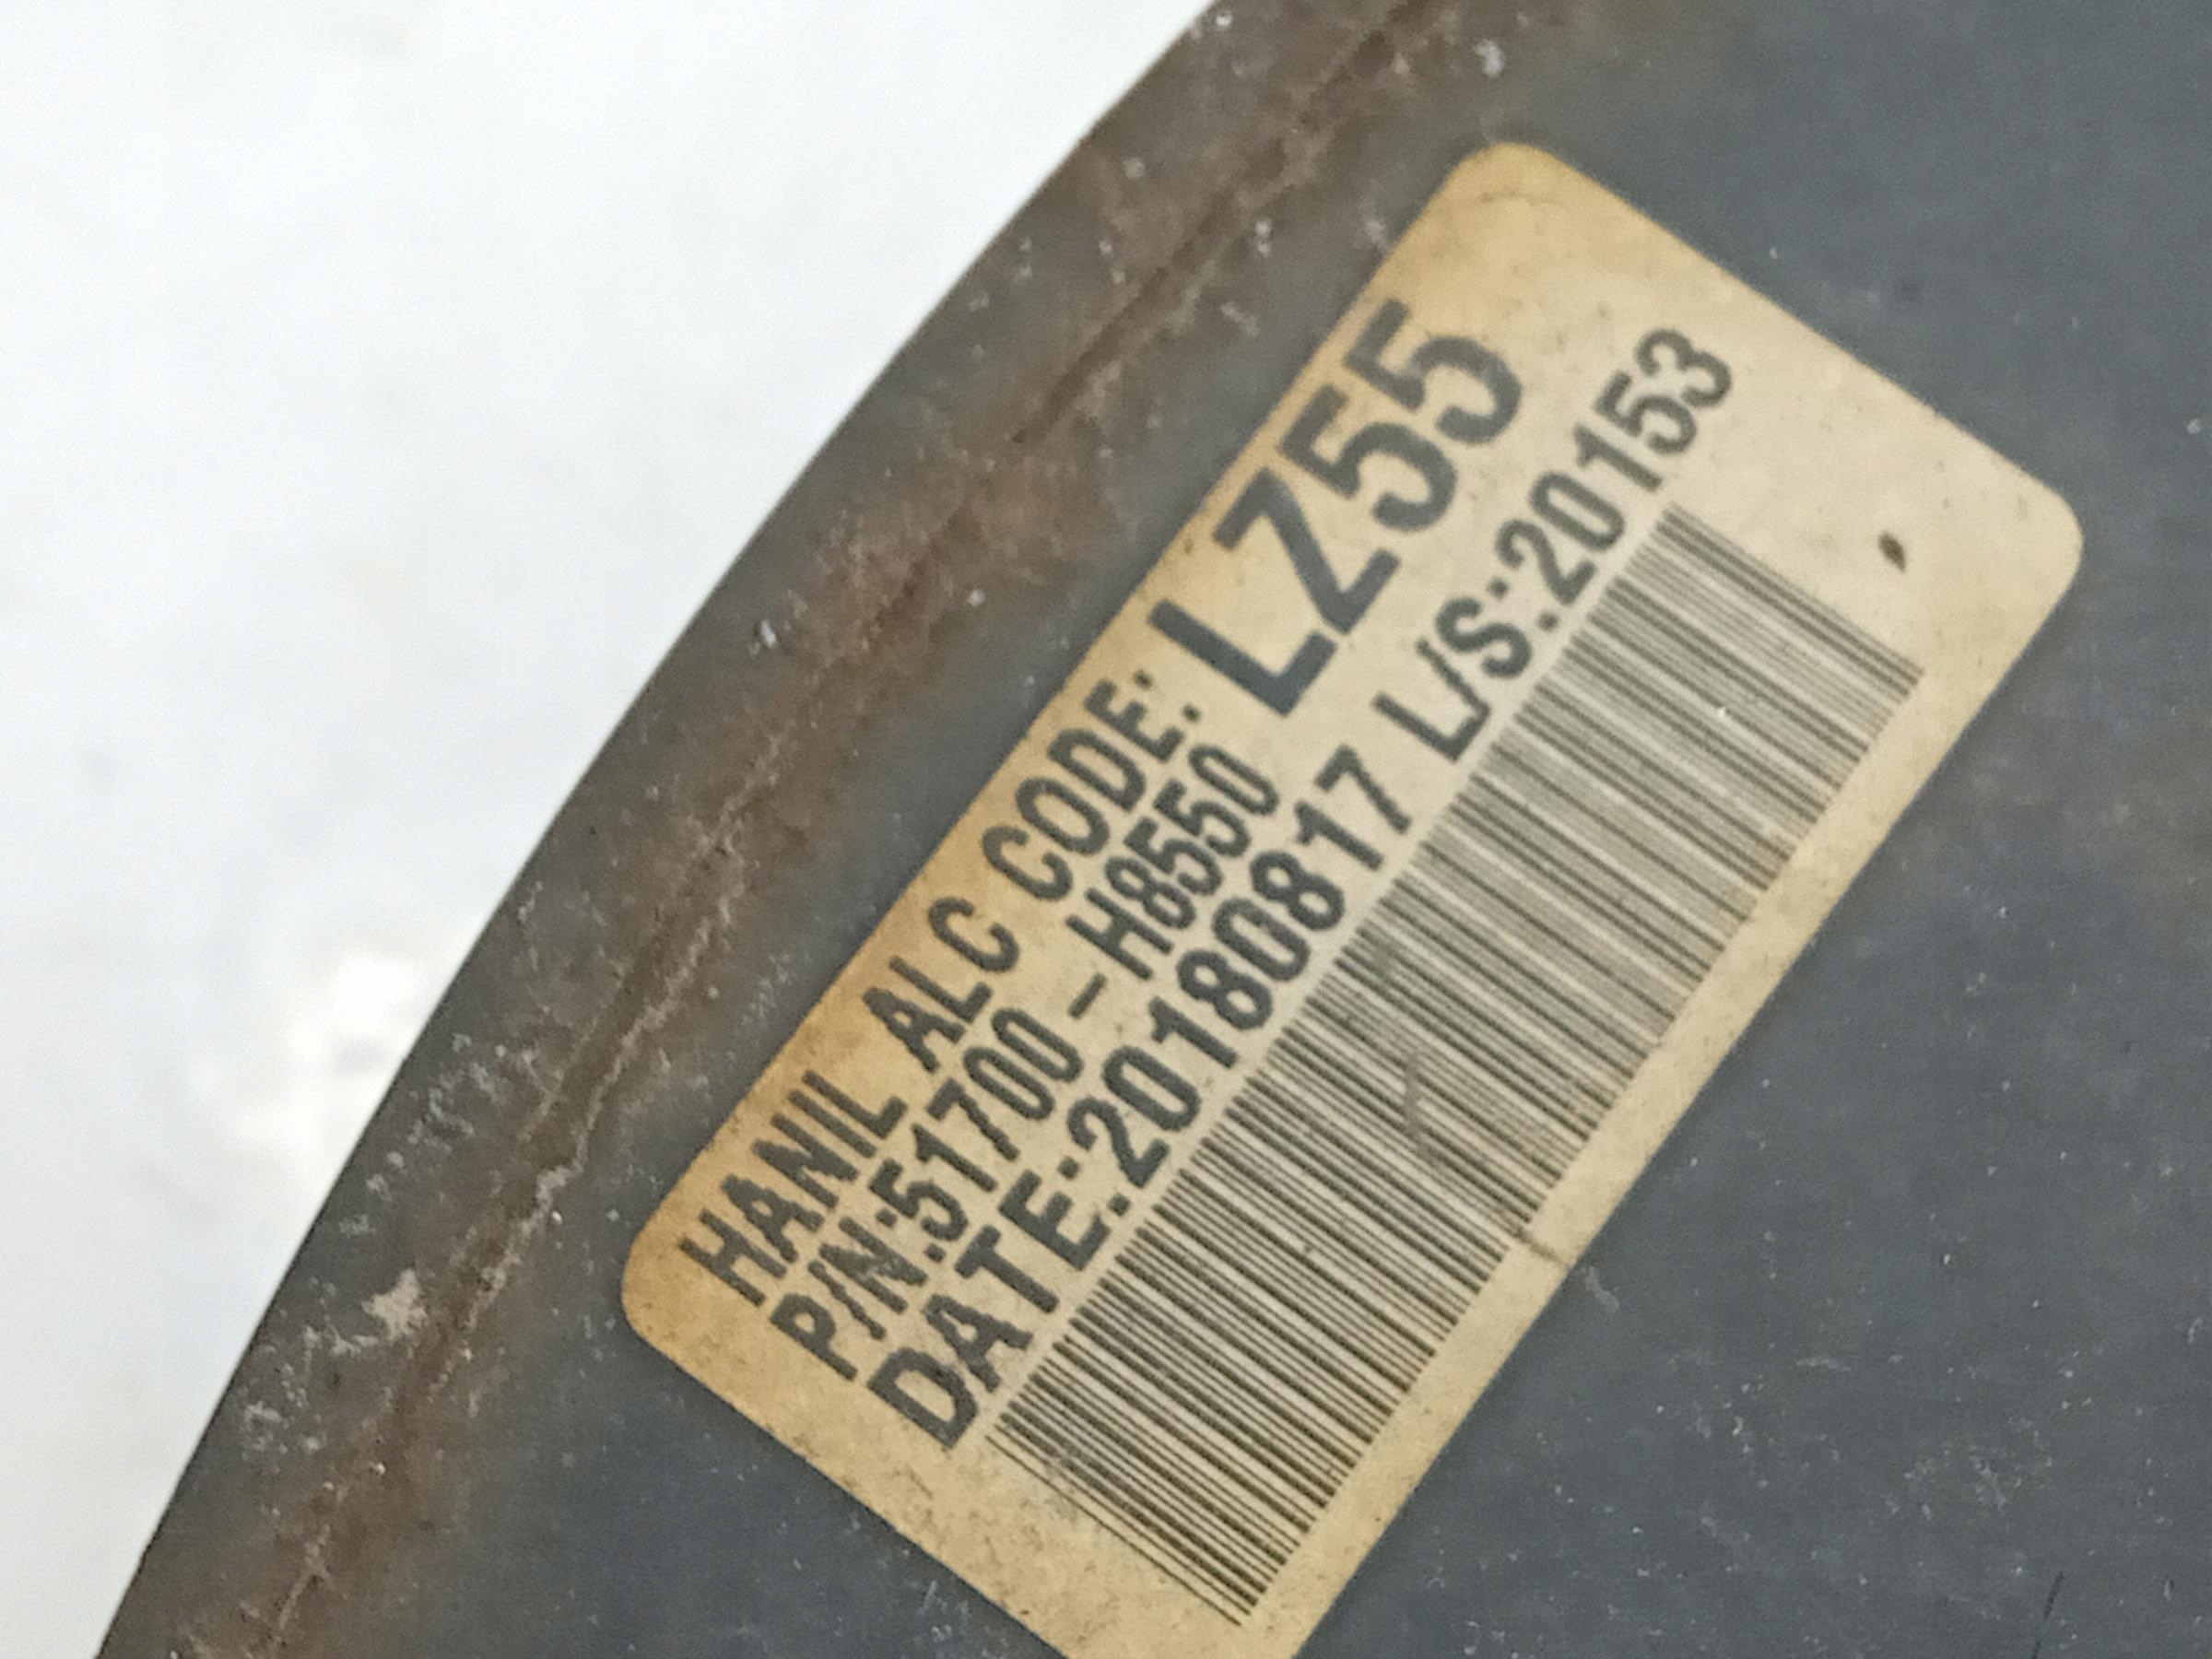 HANIL ALC CODE: LZ55
P/N:51700-H8550
DATE:20180817 L/S:20153